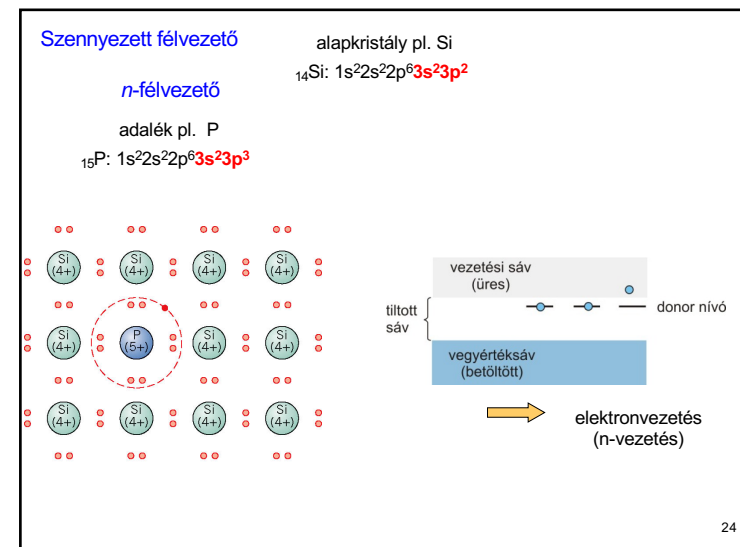 Szennyezett félvezető
alapkristály pl. Si
₁₄Si: 1s²2s²2p⁶3s²3p²
n-félvezető
adalék pl. P
₁₅P: 1s²2s²2p⁶3s²3p³
Si Si Si Si
(4+) (4+) (4+) (4+)
Si P Si Si
(4+) (5+) (4+) (4+)
Si Si Si Si
(4+) (4+) (4+) (4+)
vezetési sáv
(üres)
tiltott
sáv
donor nívó
vegyértéksáv
(betöltött)
elektronvezetés
(n-vezetés)
24